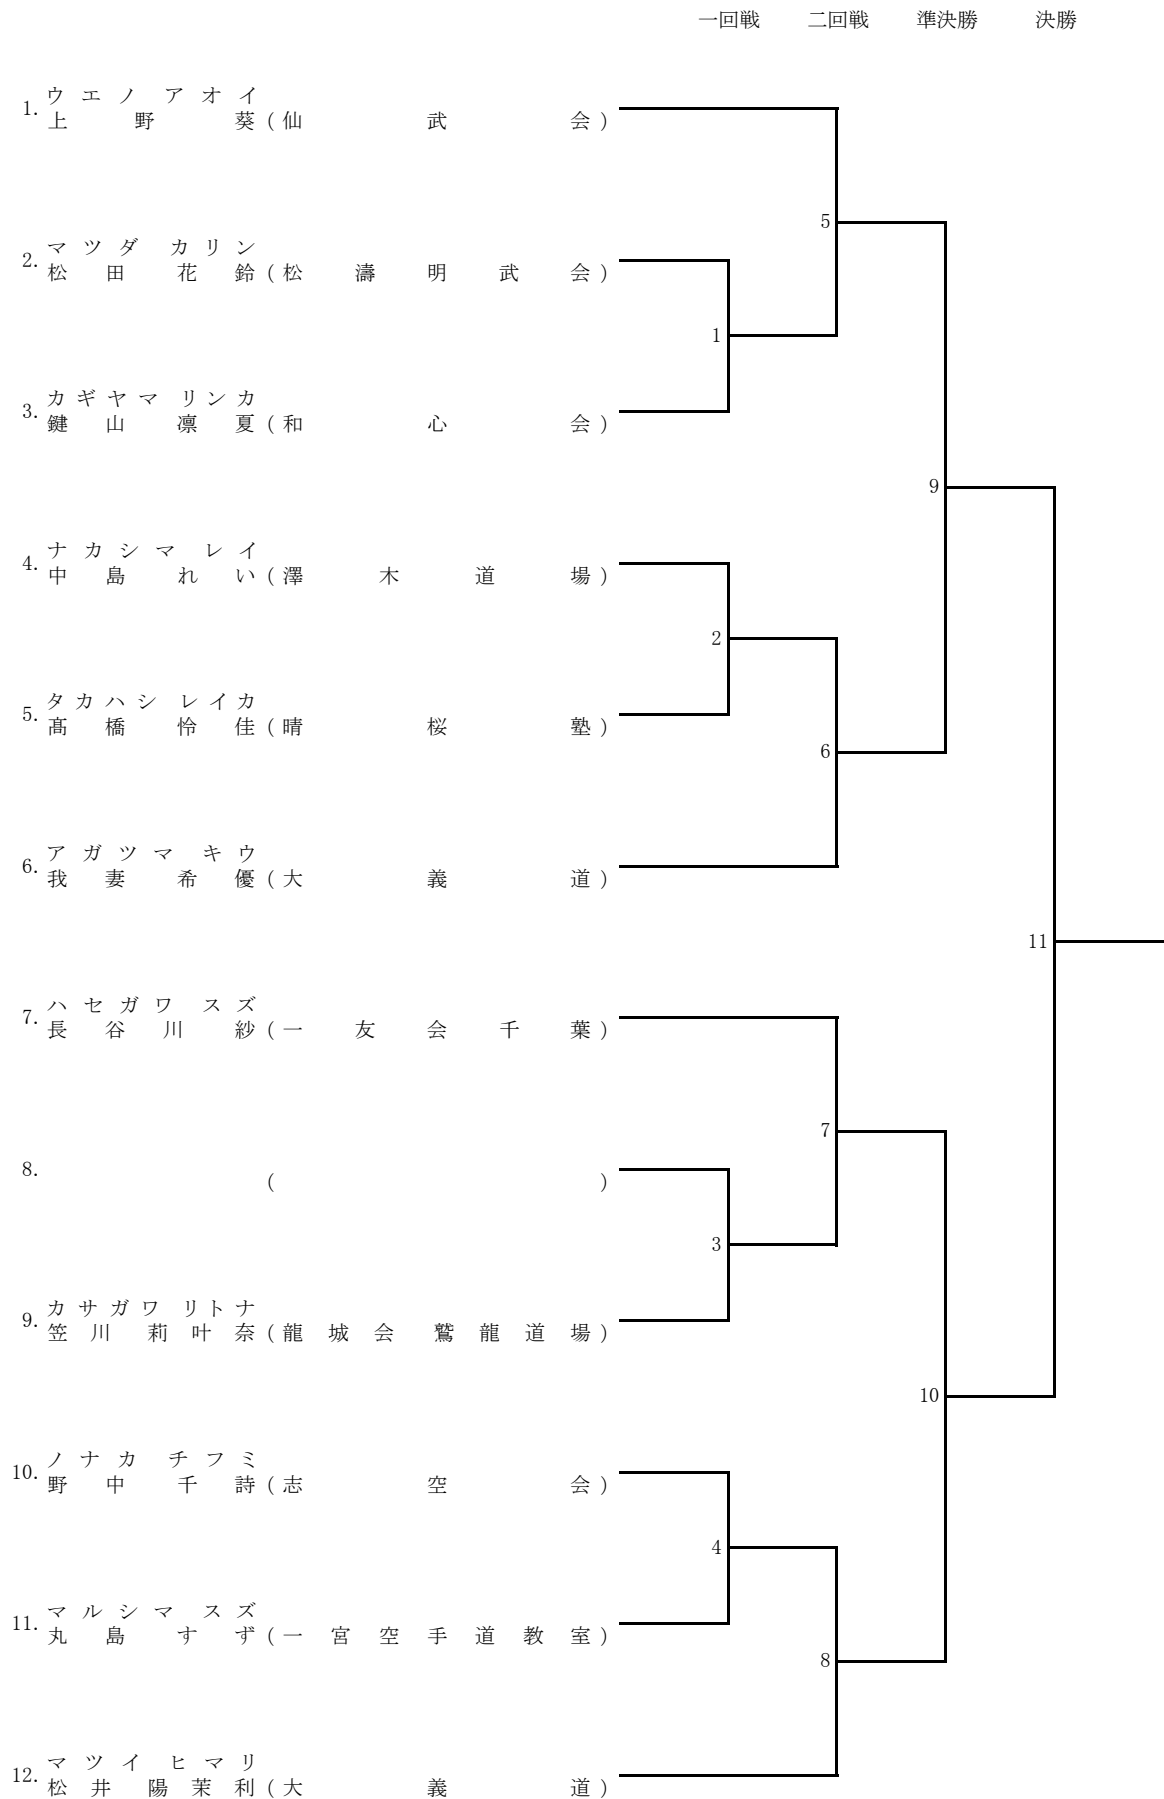 一回戦 二回戦 準決勝 決勝
ウエノ アオイ
1. 上野 葵 (仙武会)
5
マツダ カリン
2. 松田 花鈴 (松濤明武会)
1
カギヤマ リンカ
3. 鍵山 凛夏 (和心会)
9
ナカシマ レイ
4. 中島 れい (澤木道場)
2
タカハシ レイカ
5. 髙橋 怜佳 (晴桜塾)
6
アガツマ キウ
6. 我妻 希優 (大義道)
11
ハセガワ スズ
7. 長谷川 紗 (一友会千葉)
7
8. ( )
3
カサガワ リトナ
9. 笠川 莉叶奈 (龍城会鷲龍道場)
10
ノナカ チフミ
10. 野中 千詩 (志空会)
4
マルシマ スズ
11. 丸島 すず (一宮空手道教室)
8
マツイ ヒマリ
12. 松井 陽茉利 (大義道)